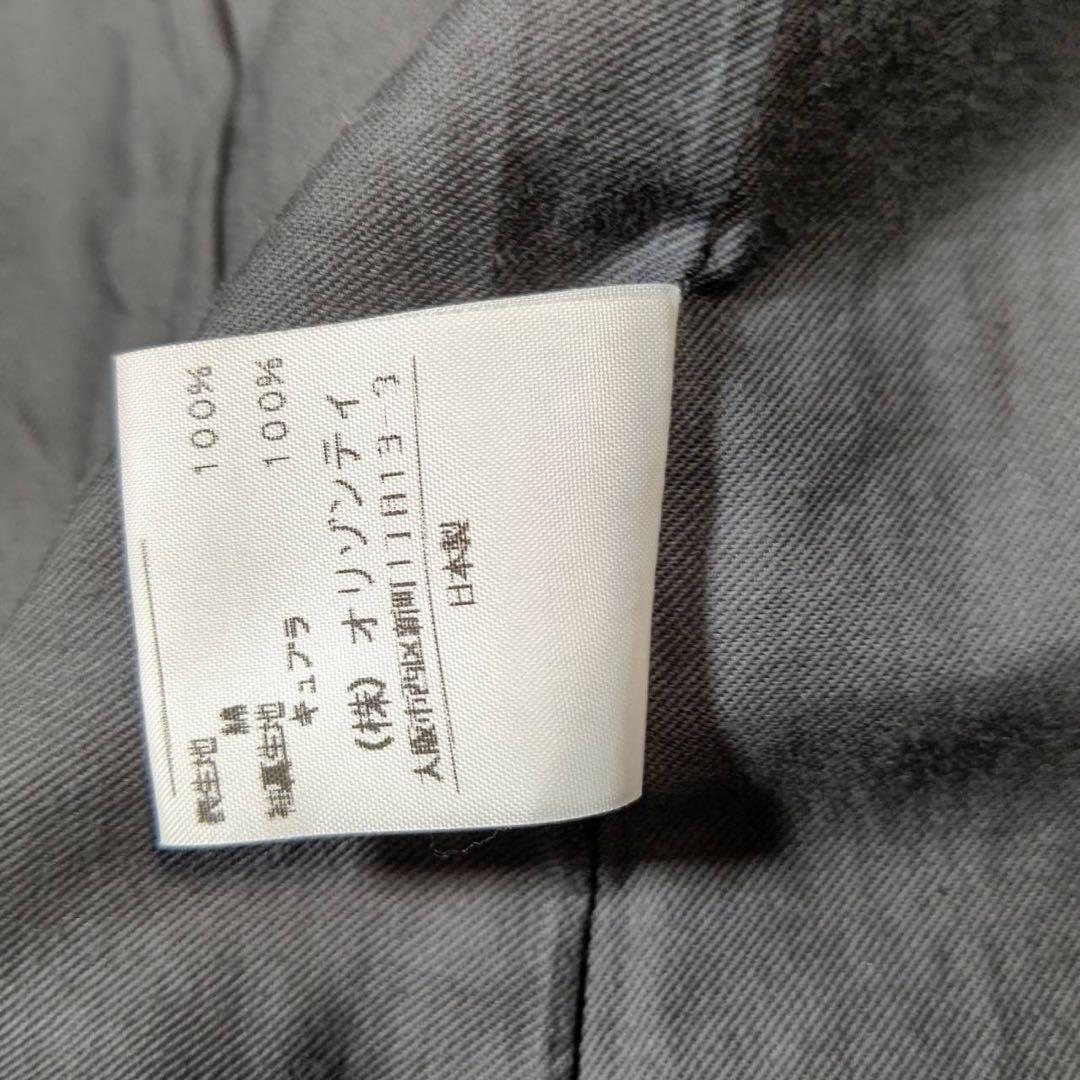 表生地
綿 100%
袖裏生地
キュプラ 100%
(株) オリゾンティ
大阪市西区新町1丁目13-3
日本製